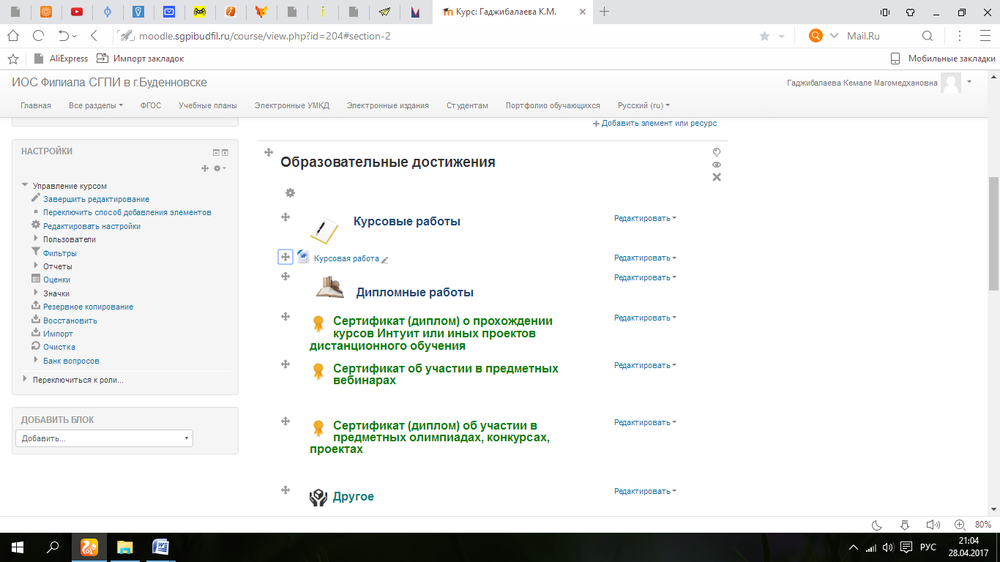 Курс: Гаджибалаева К.М.
moodle.sgpibudfil.ru/course/view.php?id=204#section-2
Mail.Ru
AliExpress
Импорт закладок
Мобильные закладки
ИОС Филиала СГПИ в г.Буденновске
Гаджибалаева Кемале Магомедхановна
Главная
Все разделы
ФГОС
Учебные планы
Электронные УМКД
Электронные издания
Студентам
Портфолио обучающихся
Русский (ru)
Добавить элемент или ресурс
НАСТРОЙКИ
Управление курсом
Завершить редактирование
Переключить способ добавления элементов
Редактировать настройки
Пользователи
Фильтры
Отчеты
Оценки
Значки
Резервное копирование
Восстановить
Импорт
Очистка
Банк вопросов
Переключиться к роли...
ДОБАВИТЬ БЛОК
Добавить...
Образовательные достижения
Курсовые работы
Редактировать
Курсовая работа
Редактировать
Дипломные работы
Редактировать
Сертификат (диплом) о прохождении
курсов Интуит или иных проектов
дистанционного обучения
Редактировать
Сертификат об участии в предметных
вебинарах
Редактировать
Сертификат (диплом) об участии в
предметных олимпиадах, конкурсах,
проектах
Редактировать
Другое
Редактировать
80%
РУС
21:04
28.04.2017